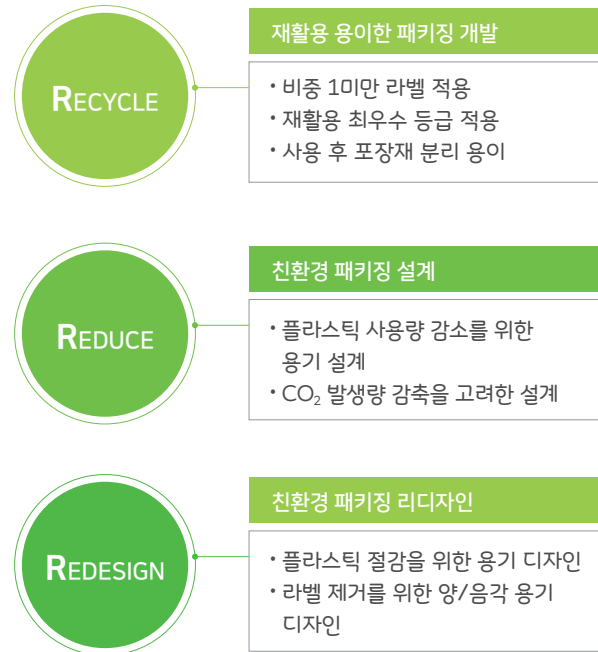 RECYCLE
재활용 용이한 패키징 개발
• 비중 1미만 라벨 적용
• 재활용 최우수 등급 적용
• 사용 후 포장재 분리 용이
REDUCE
친환경 패키징 설계
• 플라스틱 사용량 감소를 위한
용기 설계
• CO₂ 발생량 감축을 고려한 설계
REDESIGN
친환경 패키징 리디자인
• 플라스틱 절감을 위한 용기 디자인
• 라벨 제거를 위한 양/음각 용기
디자인